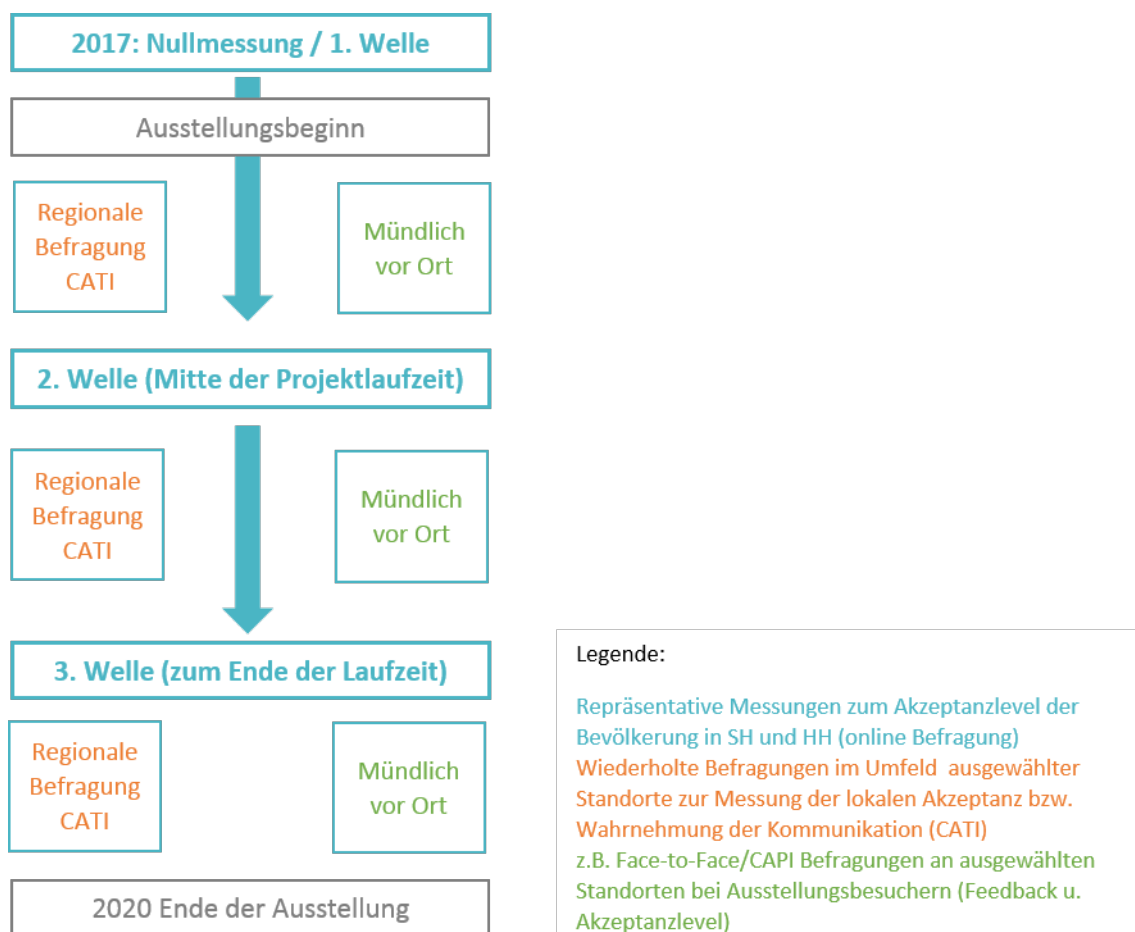 2017: Nullmessung / 1. Welle
Ausstellungsbeginn
Regionale
Befragung
CATI
Mündlich
vor Ort
2. Welle (Mitte der Projektlaufzeit)
Regionale
Befragung
CATI
Mündlich
vor Ort
3. Welle (zum Ende der Laufzeit)
Regionale
Befragung
CATI
Mündlich
vor Ort
2020 Ende der Ausstellung
Legende:
Repräsentative Messungen zum Akzeptanzlevel der
Bevölkerung in SH und HH (online Befragung)
Wiederholte Befragungen im Umfeld ausgewählter
Standorte zur Messung der lokalen Akzeptanz bzw.
Wahrnehmung der Kommunikation (CATI)
z.B. Face-to-Face/CAPI Befragungen an ausgewählten
Standorten bei Ausstellungsbesuchern (Feedback u.
Akzeptanzlevel)